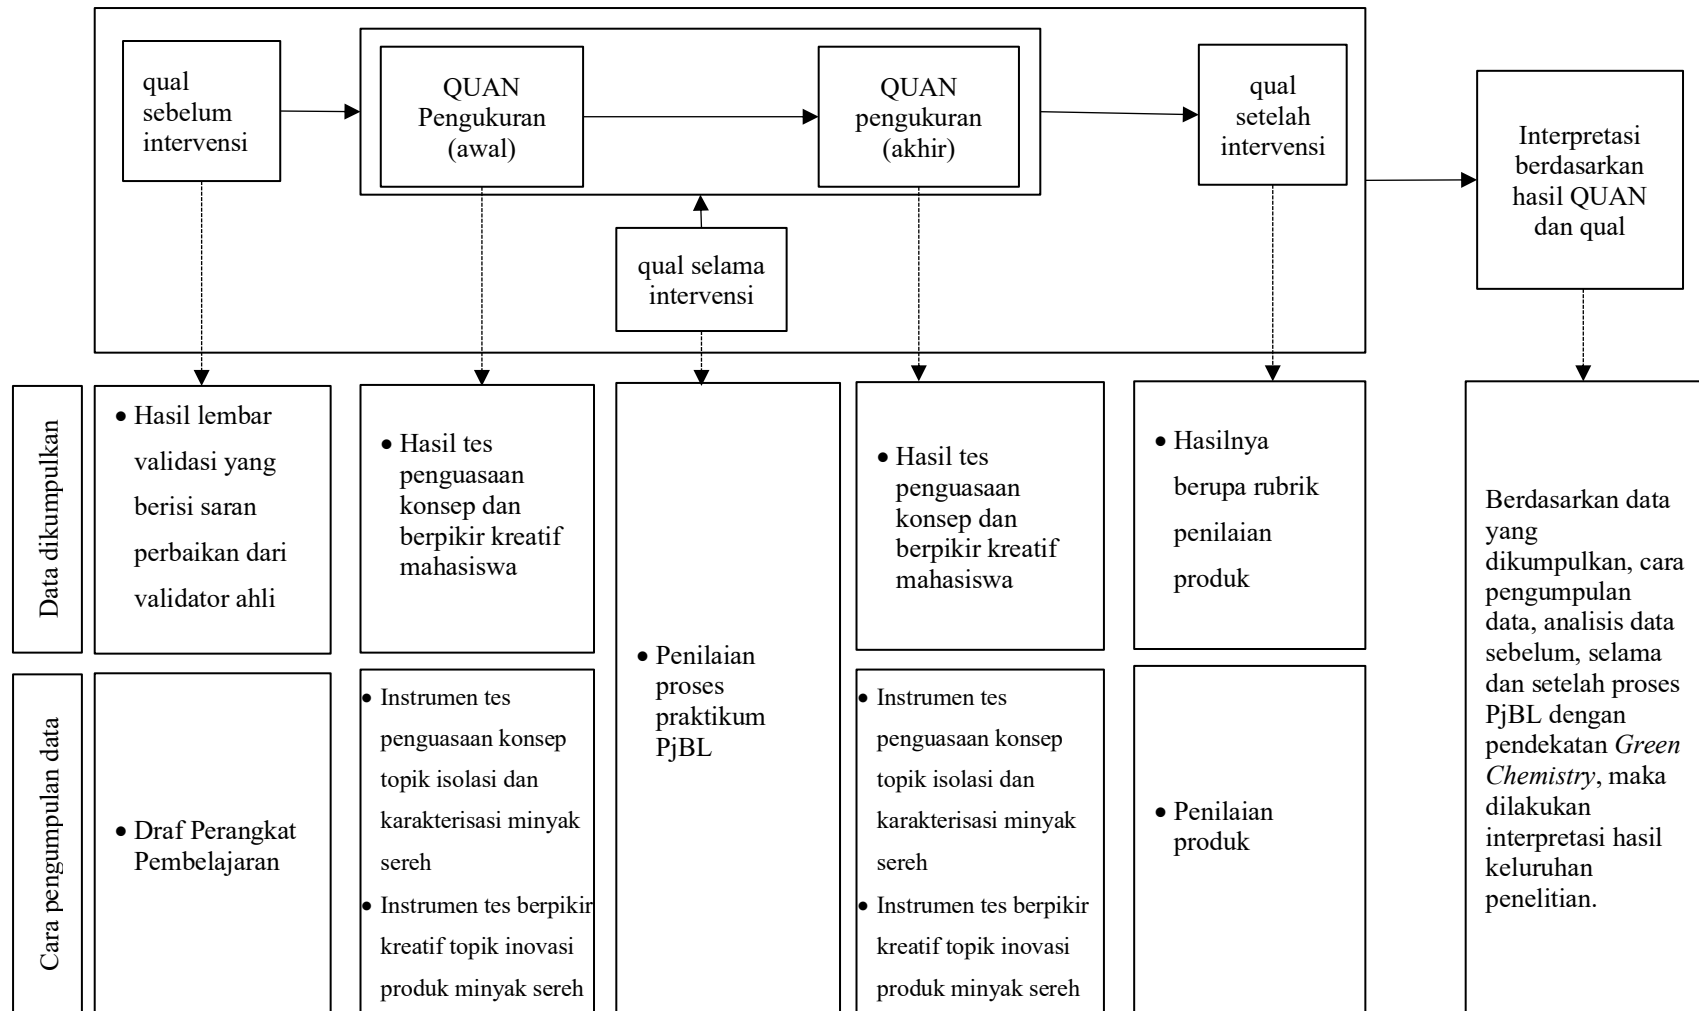 qual
sebelum
intervensi
QUAN
Pengukuran
(awal)
QUAN
pengukuran
(akhir)
qual
setelah
intervensi
Interpretasi
berdasarkan
hasil QUAN
dan qual
qual selama
intervensi
Data dikumpulkan
• Hasil lembar
validasi yang
berisi saran
perbaikan dari
validator ahli
• Hasil tes
penguasaan
konsep dan
berpikir kreatif
mahasiswa
• Penilaian
proses
praktikum
PjBL
• Hasil tes
penguasaan
konsep dan
berpikir kreatif
mahasiswa
• Hasilnya
berupa rubrik
penilaian
produk
Berdasarkan data
yang
dikumpulkan, cara
pengumpulan
data, analisis data
sebelum, selama
dan setelah proses
PjBL dengan
pendekatan Green
Chemistry, maka
dilakukan
interpretasi hasil
keluruhan
penelitian.
Cara pengumpulan data
• Draf Perangkat
Pembelajaran
• Instrumen tes
penguasaan konsep
topik isolasi dan
karakterisasi minyak
sereh
• Instrumen tes berpikir
kreatif topik inovasi
produk minyak sereh
• Instrumen tes
penguasaan konsep
topik isolasi dan
karakterisasi minyak
sereh
• Instrumen tes berpikir
kreatif topik inovasi
produk minyak sereh
• Penilaian
produk